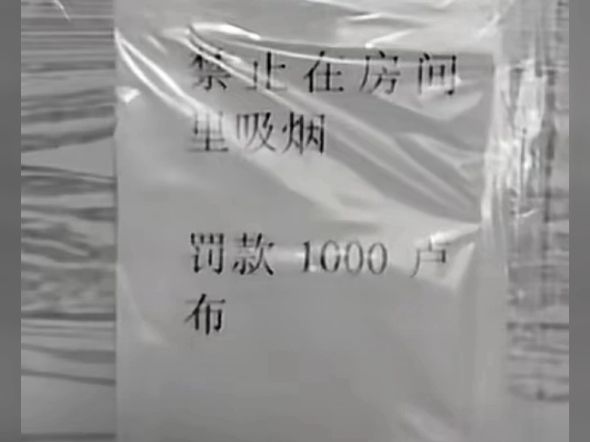 禁止在房间
里吸烟
罚款 1000 卢
布